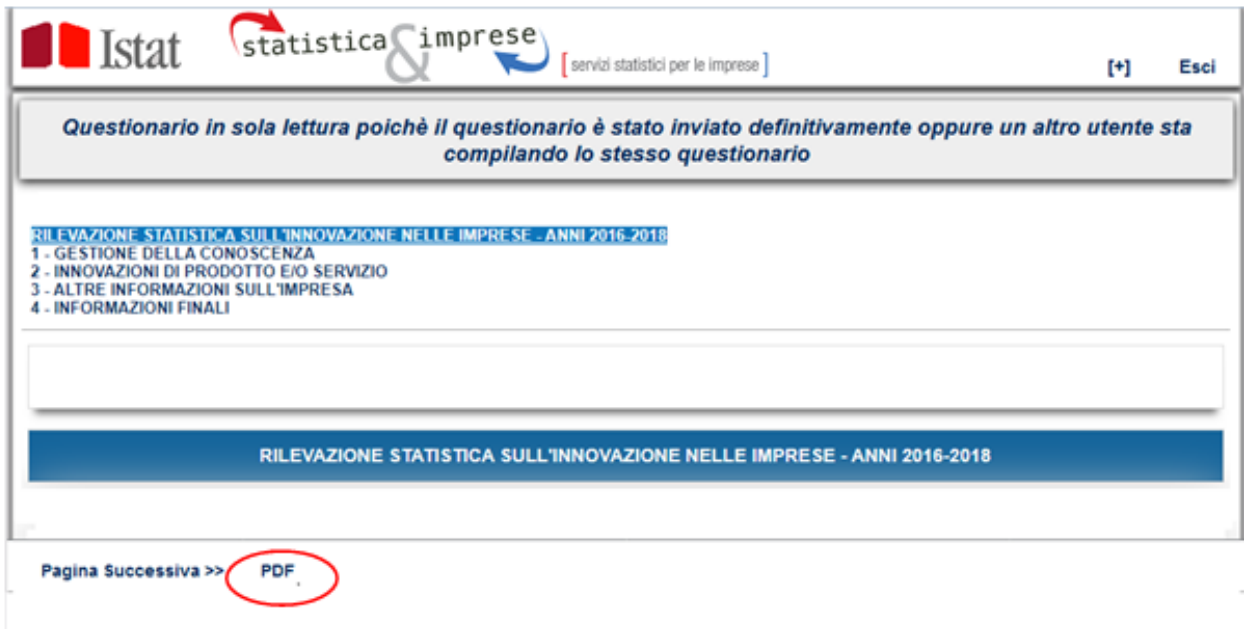 Istat
statistica & imprese
[servizi statistici per le imprese]
[+] Esci
Questionario in sola lettura poichè il questionario è stato inviato definitivamente oppure un altro utente sta
compilando lo stesso questionario
RILEVAZIONE STATISTICA SULL'INNOVAZIONE NELLE IMPRESE - ANNI 2016-2018
1 - GESTIONE DELLA CONOSCENZA
2 - INNOVAZIONI DI PRODOTTO E/O SERVIZIO
3 - ALTRE INFORMAZIONI SULL'IMPRESA
4 - INFORMAZIONI FINALI
RILEVAZIONE STATISTICA SULL'INNOVAZIONE NELLE IMPRESE - ANNI 2016-2018
Pagina Successiva >> PDF